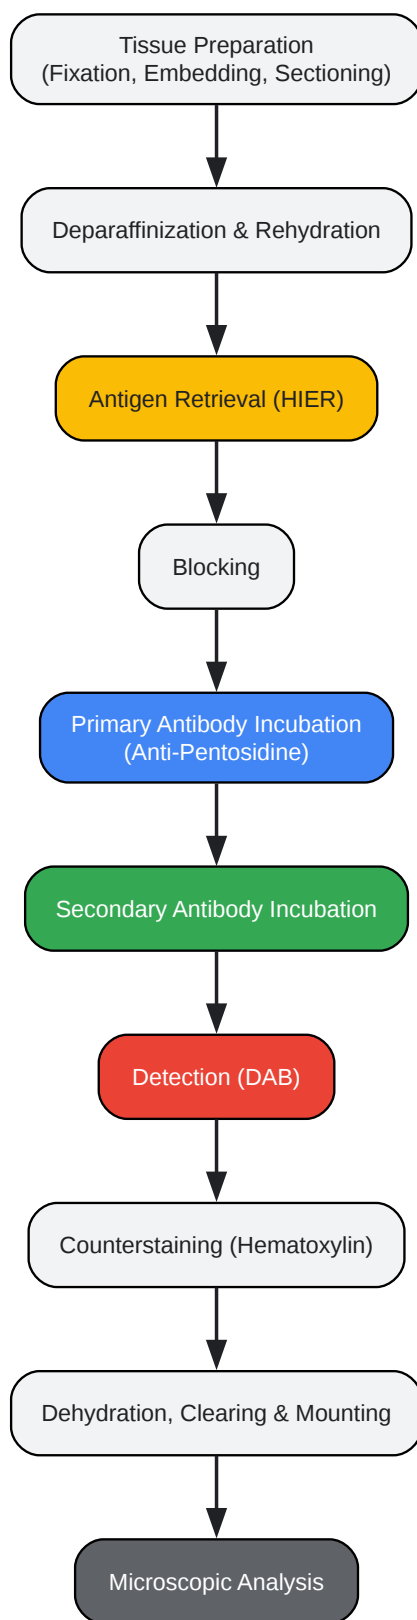 Tissue Preparation
(Fixation, Embedding, Sectioning)
Deparaffinization & Rehydration
Antigen Retrieval (HIER)
Blocking
Primary Antibody Incubation
(Anti-Pentosidine)
Secondary Antibody Incubation
Detection (DAB)
Counterstaining (Hematoxylin)
Dehydration, Clearing & Mounting
Microscopic Analysis